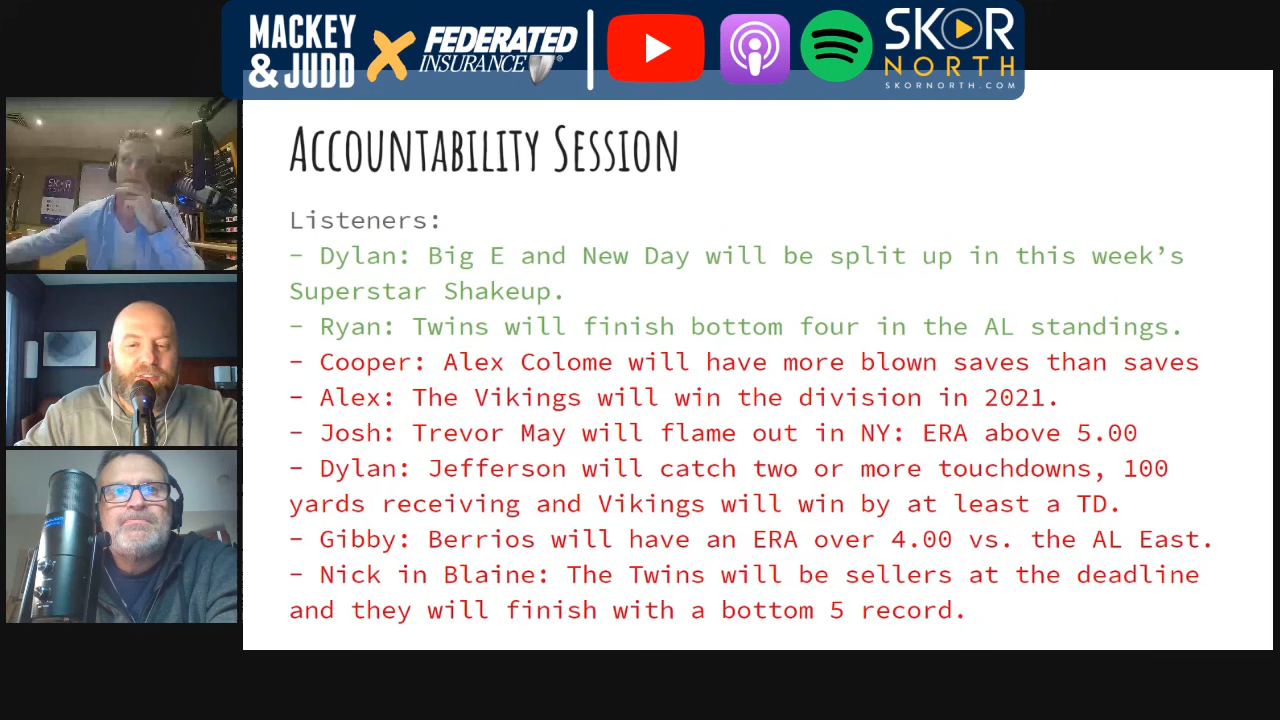 MACKEY
& JUDD
FEDERATED
INSURANCE
SKOR
NORTH
SKORNORTH.COM
SKOR
Accountability Session
Listeners:
– Dylan: Big E and New Day will be split up in this week’s
Superstar Shakeup.
– Ryan: Twins will finish bottom four in the AL standings.
– Cooper: Alex Colome will have more blown saves than saves
– Alex: The Vikings will win the division in 2021.
– Josh: Trevor May will flame out in NY: ERA above 5.00
– Dylan: Jefferson will catch two or more touchdowns, 100
yards receiving and Vikings will win by at least a TD.
– Gibby: Berrios will have an ERA over 4.00 vs. the AL East.
– Nick in Blaine: The Twins will be sellers at the deadline
and they will finish with a bottom 5 record.